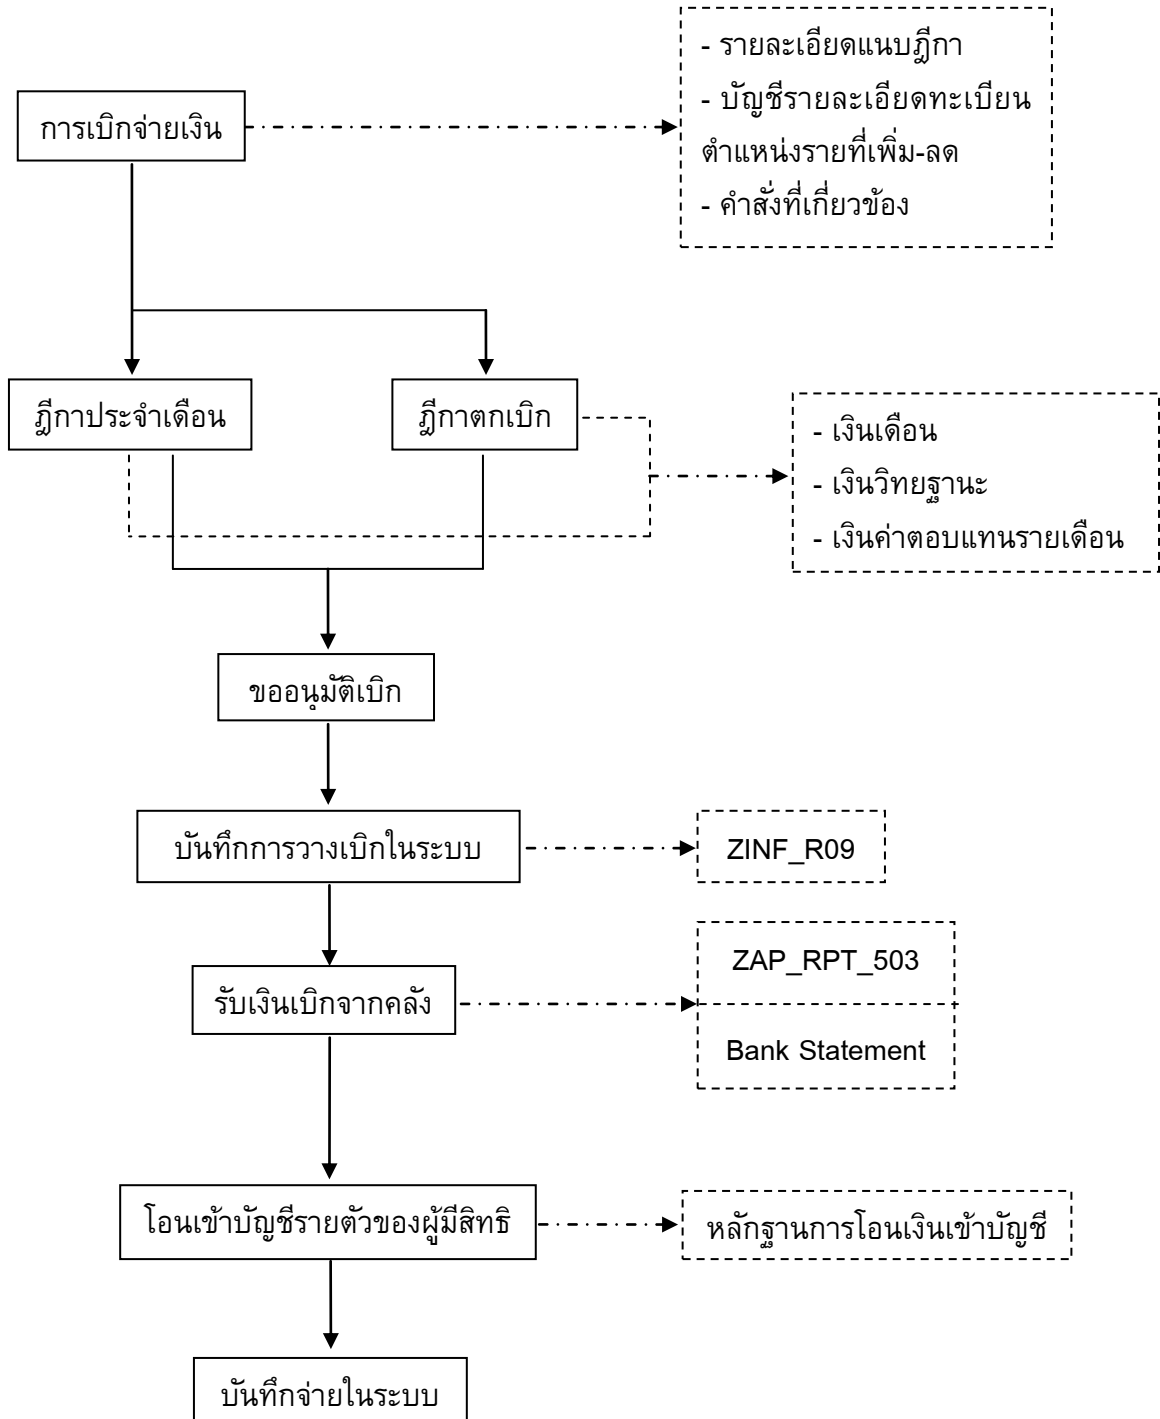 - รายละเอียดแนบฎีกา
- บัญชีรายละเอียดทะเบียน
ตำแหน่งรายที่เพิ่ม-ลด
- คำสั่งที่เกี่ยวข้อง
การเบิกจ่ายเงิน
ฎีกาประจำเดือน
ฎีกาตกเบิก
- เงินเดือน
- เงินวิทยฐานะ
- เงินค่าตอบแทนรายเดือน
ขออนุมัติเบิก
บันทึกการวางเบิกในระบบ
ZINF_R09
รับเงินเบิกจากคลัง
ZAP_RPT_503
Bank Statement
โอนเข้าบัญชีรายตัวของผู้มีสิทธิ
หลักฐานการโอนเงินเข้าบัญชี
บันทึกจ่ายในระบบ